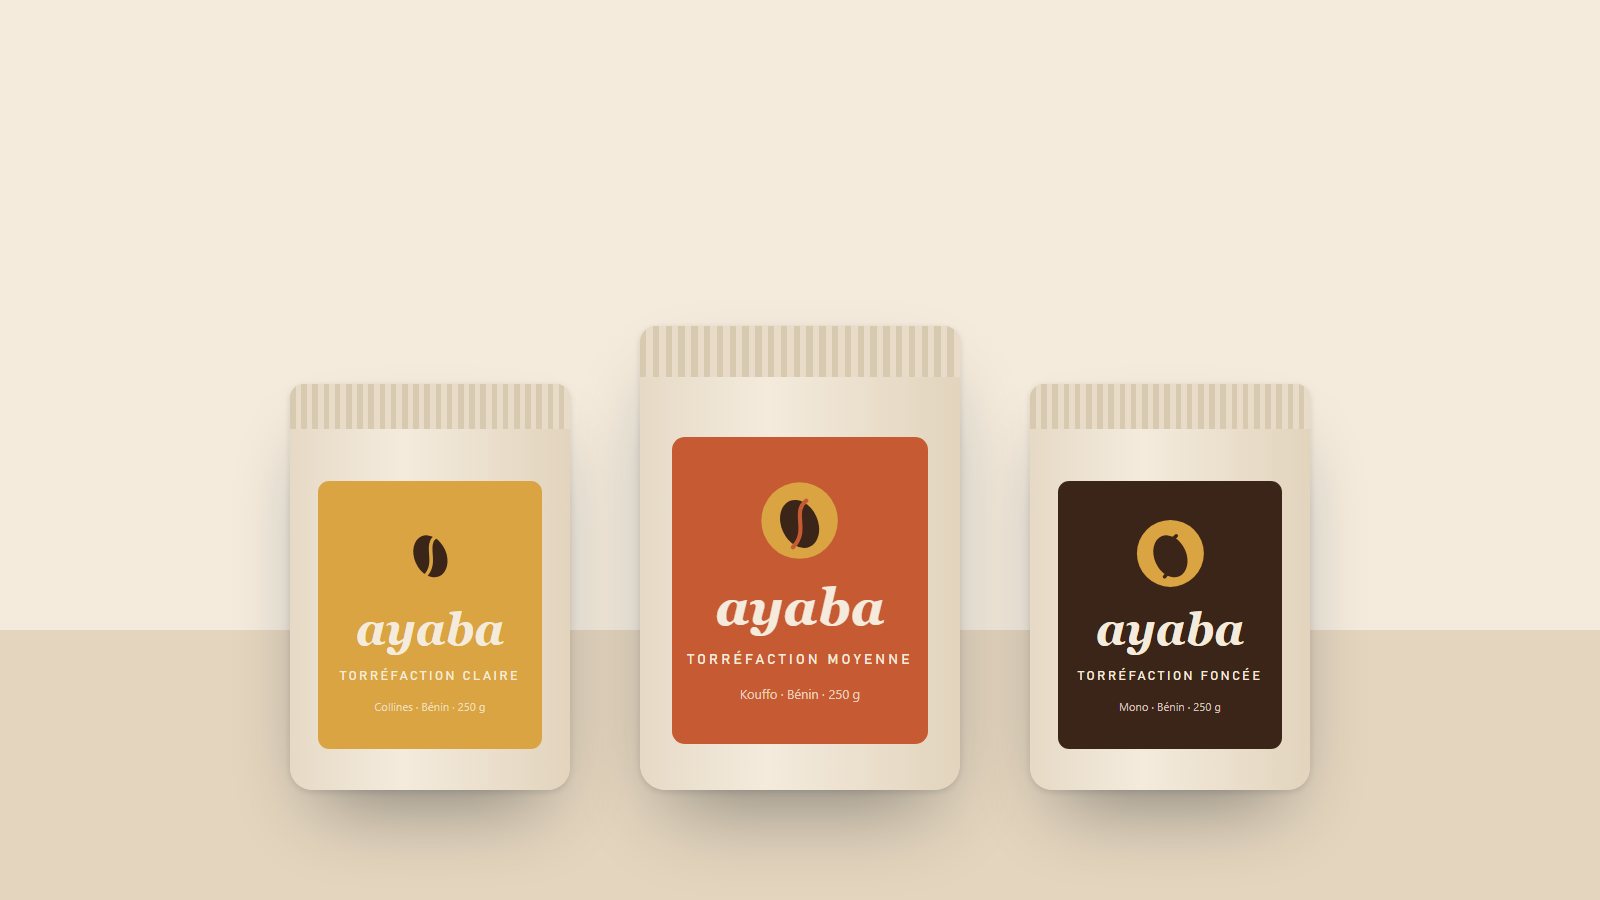 ayaba
TORRÉFACTION CLAIRE
Collines · Bénin · 250 g
ayaba
TORRÉFACTION MOYENNE
Kouffo · Bénin · 250 g
ayaba
TORRÉFACTION FONCÉE
Mono · Bénin · 250 g